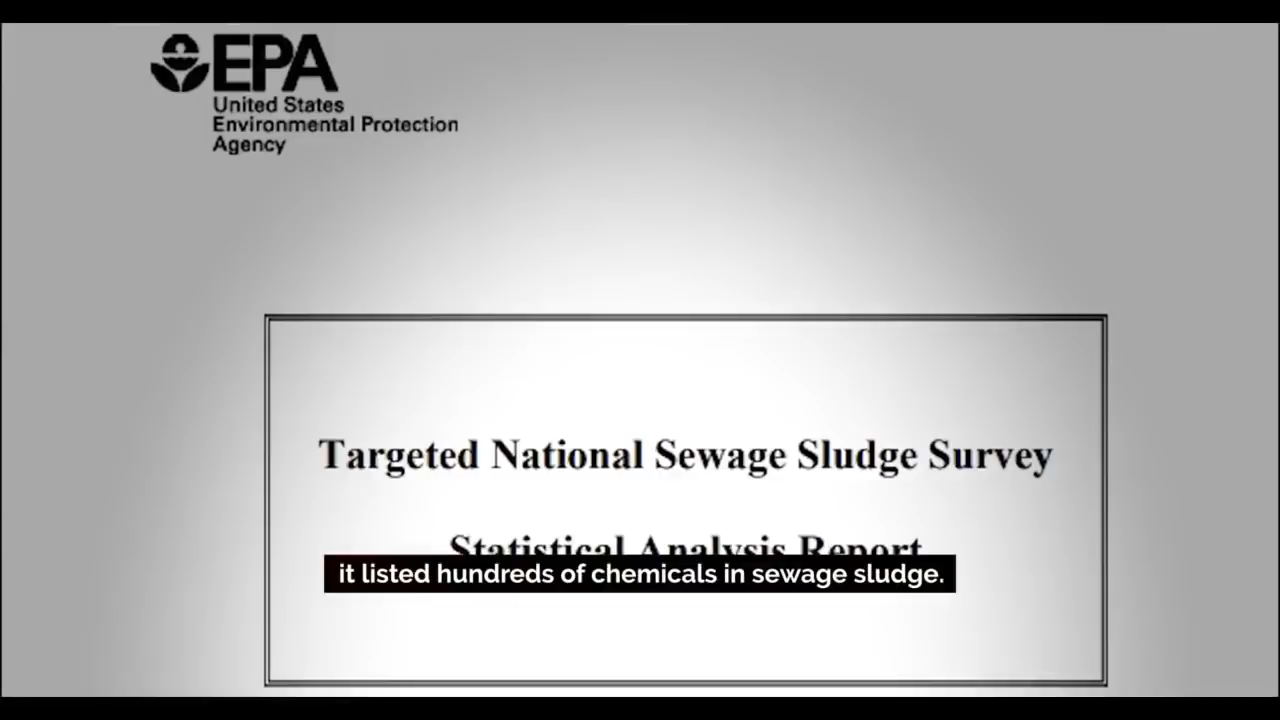 EPA
United States
Environmental Protection
Agency
Targeted National Sewage Sludge Survey
Statistical Analysis Report
it listed hundreds of chemicals in sewage sludge.